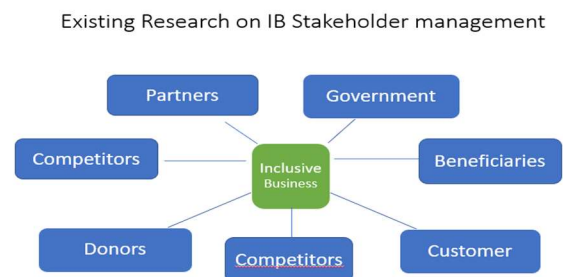 Existing Research on IB Stakeholder management
Partners
Government
Competitors
Inclusive
Business
Beneficiaries
Donors
Competitors
Customer